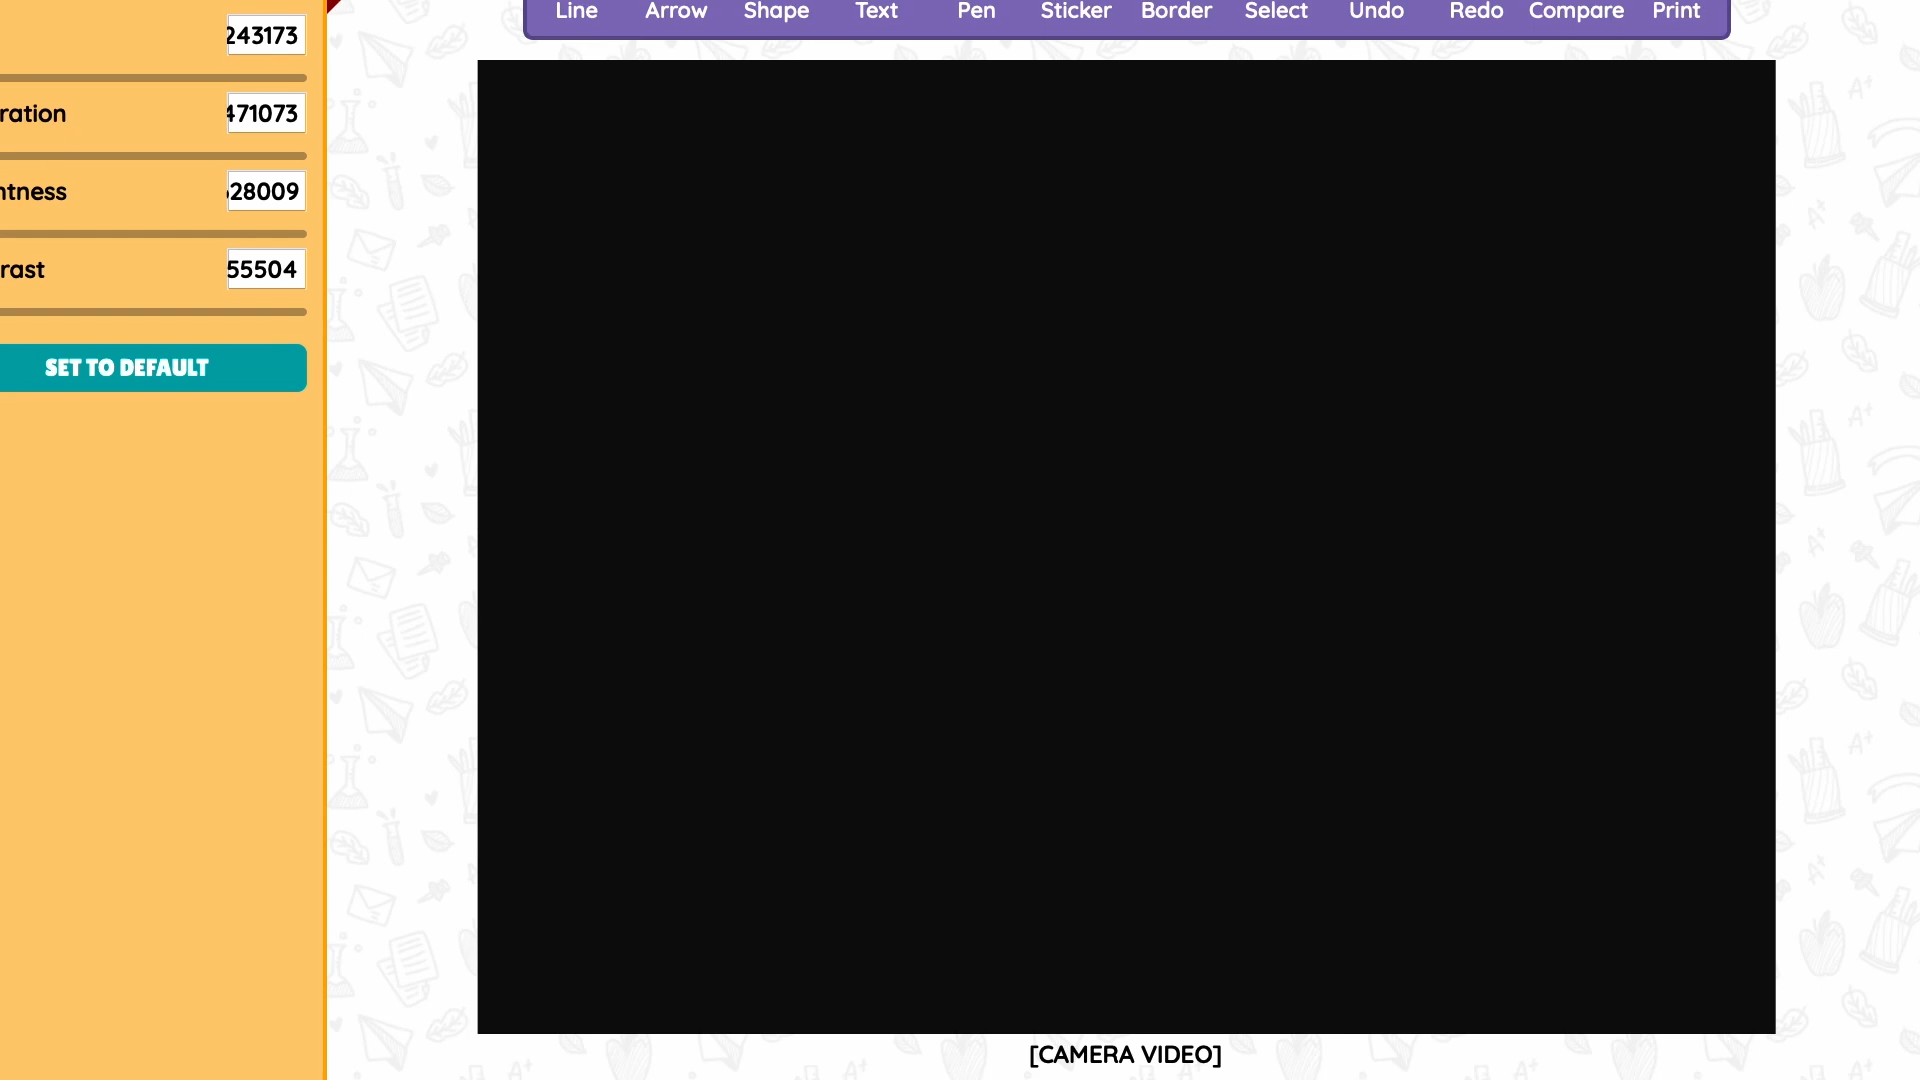 Line Arrow Shape Text Pen Sticker Border Select Undo Redo Compare Print
243173
ration 471073
ntness 28009
rast 55504
SET TO DEFAULT
[CAMERA VIDEO]